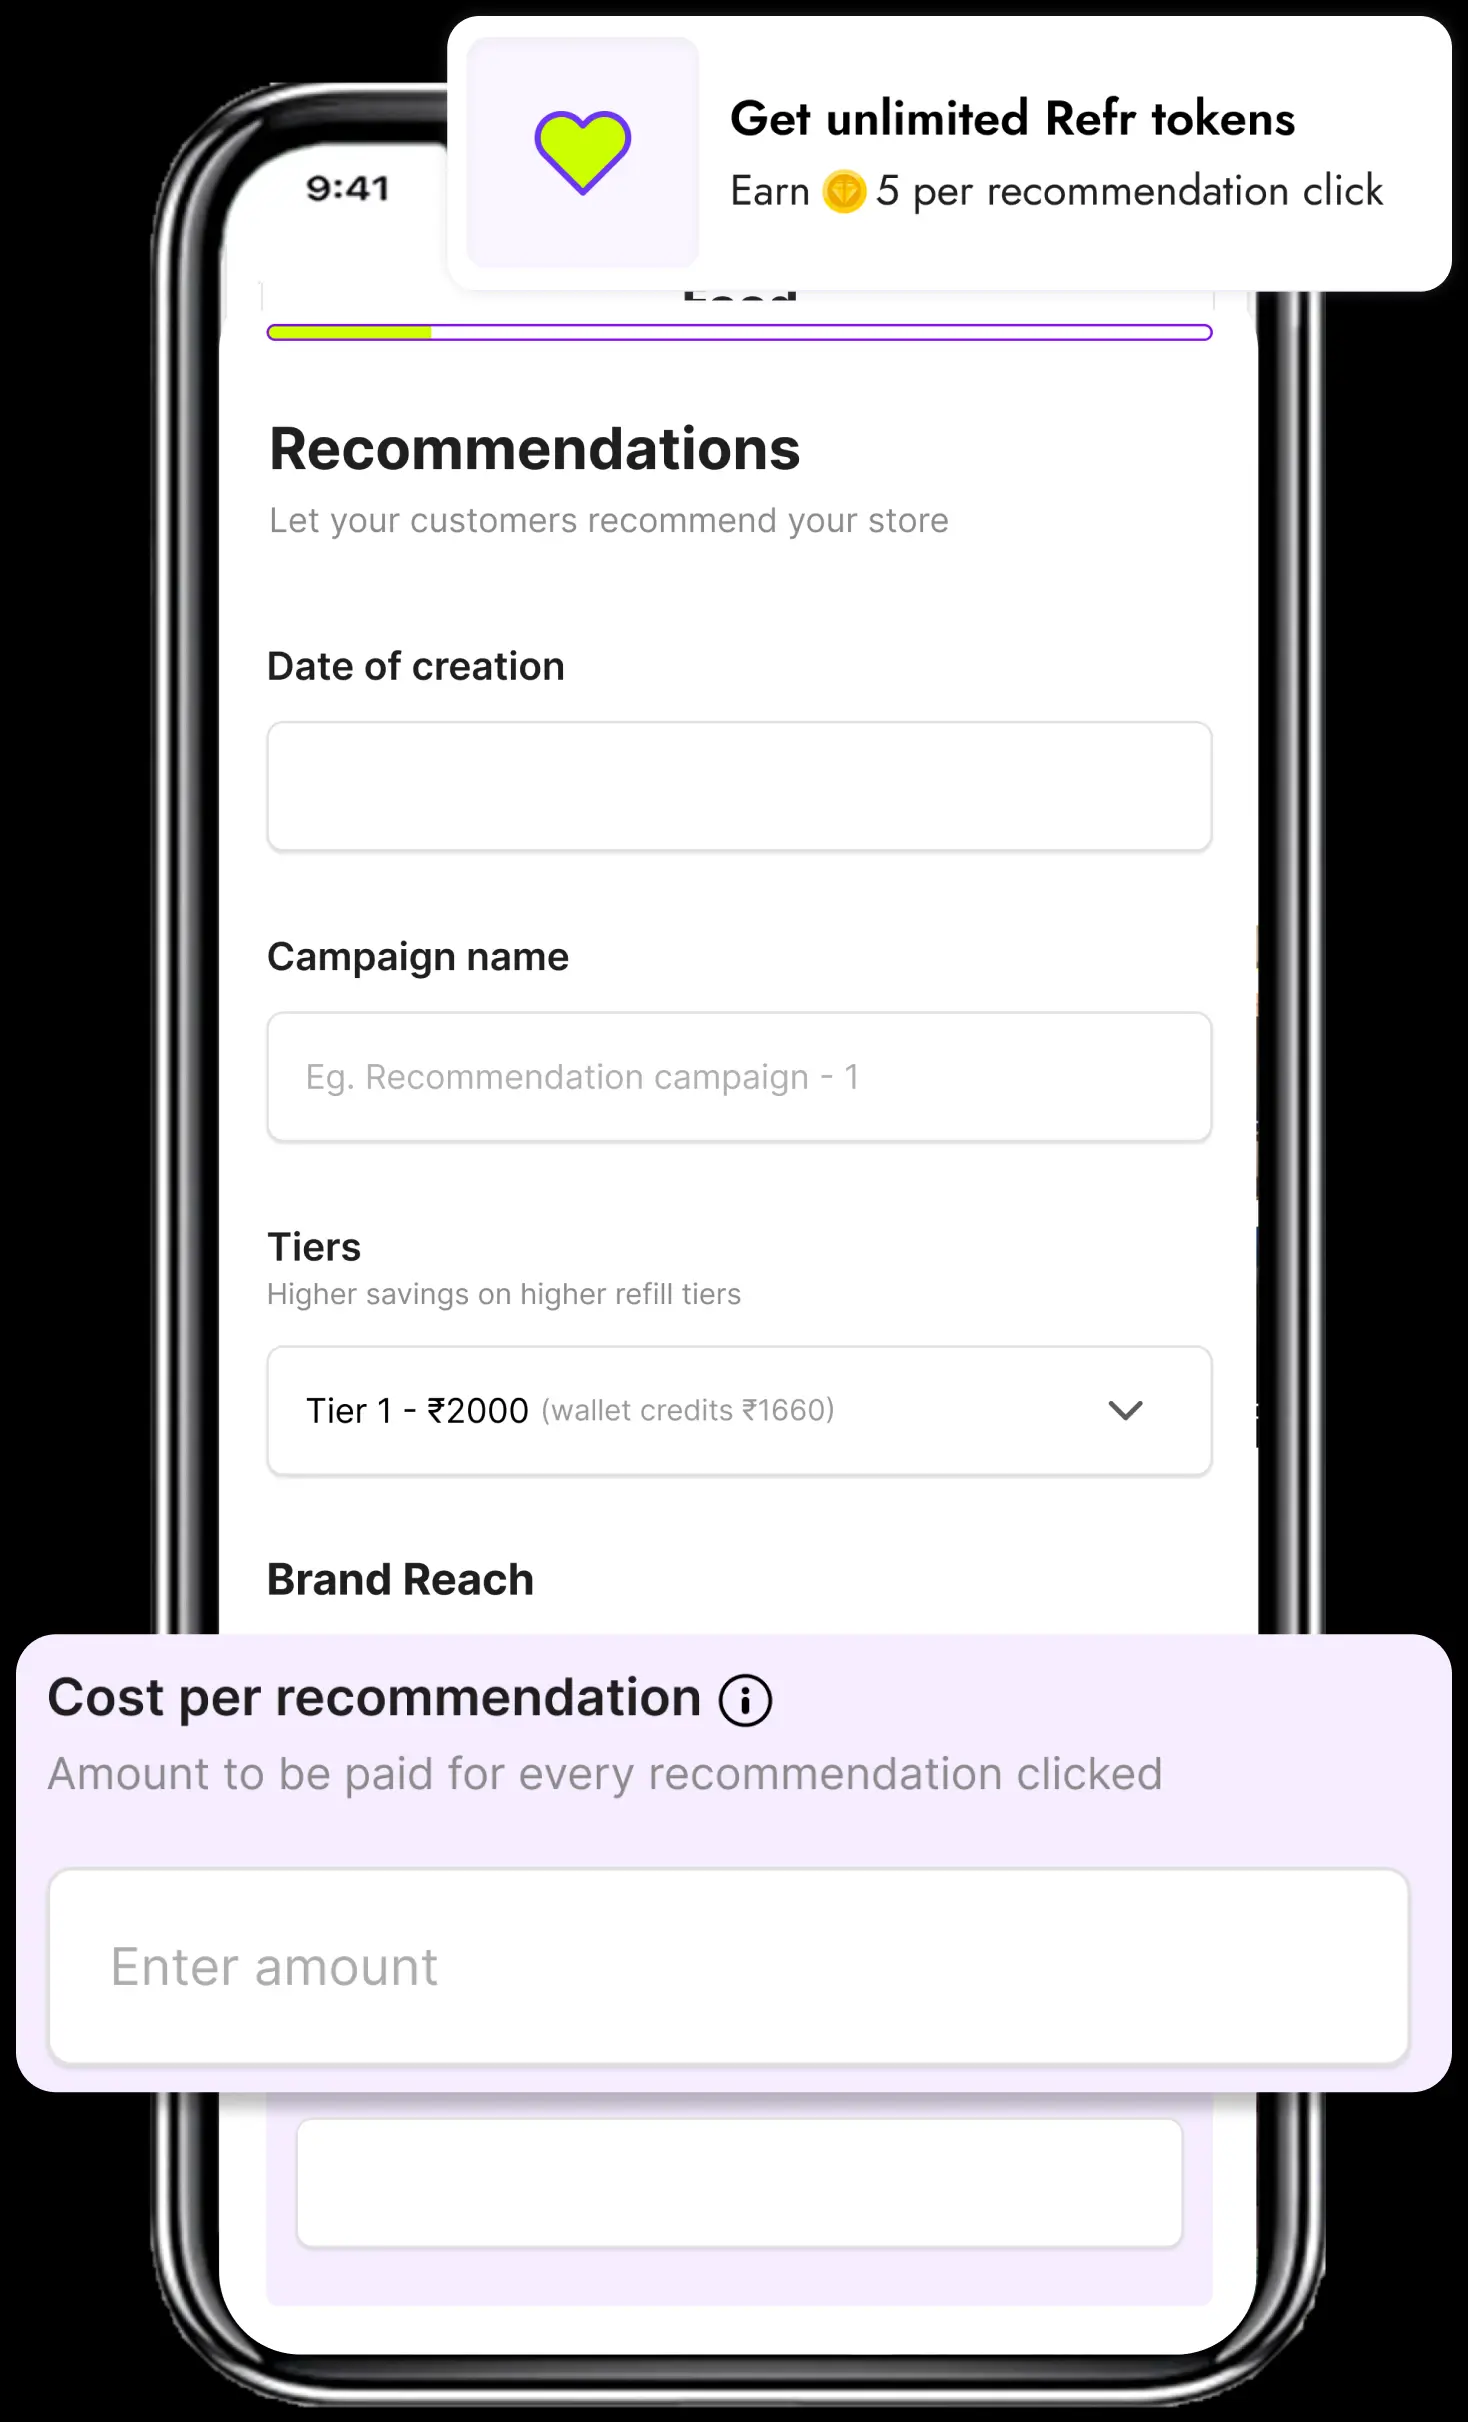 Get unlimited Refr tokens
Earn 5 per recommendation click
9:41
Recommendations
Let your customers recommend your store
Date of creation
Campaign name
Eg. Recommendation campaign - 1
Tiers
Higher savings on higher refill tiers
Tier 1 - ₹2000 (wallet credits ₹1660)
Brand Reach
Cost per recommendation
Amount to be paid for every recommendation clicked
Enter amount